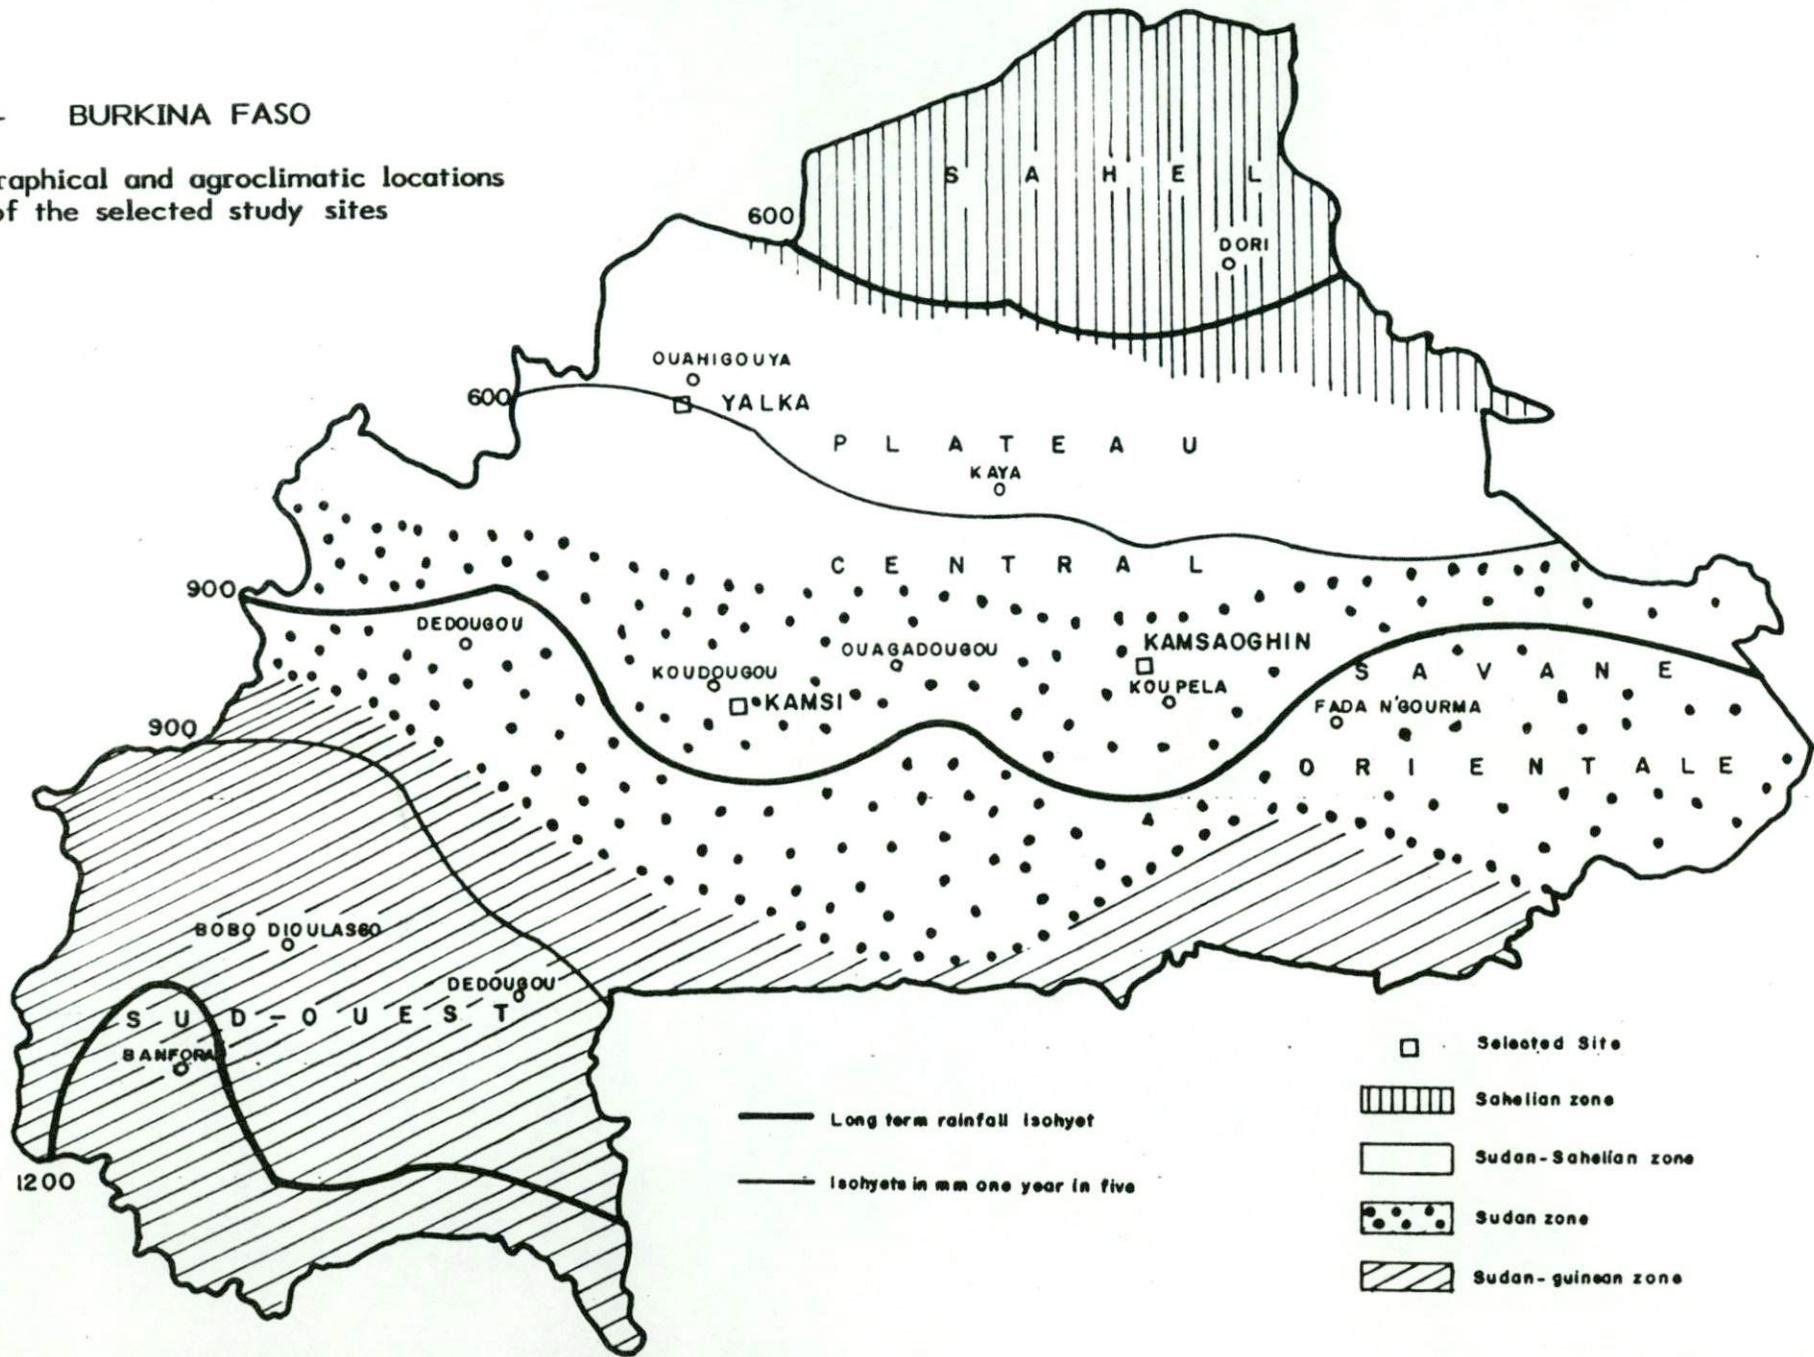 BURKINA FASO
raphical and agroclimatic locations
of the selected study sites
600
S A H E L
DORI
OUAHIGOUYA
600
YALKA
P L A T E A U
KAYA
C E N T R A L
900
DEDOUGOU
KOUDOUGOU
KAMSI
OUAGADOUGOU
KAMSAOGHIN
KOUPELA
S A V A N E
FADA N'GOURMA
O R I E N T A L E
900
BOBO DIOULASSO
DEDOUGOU
S U D - O U E S T
BANFORA
1200
Long term rainfall isohyet
Isohyets in mm one year in five
Selected Site
Sahelian zone
Sudan-Sahelian zone
Sudan zone
Sudan-guinean zone